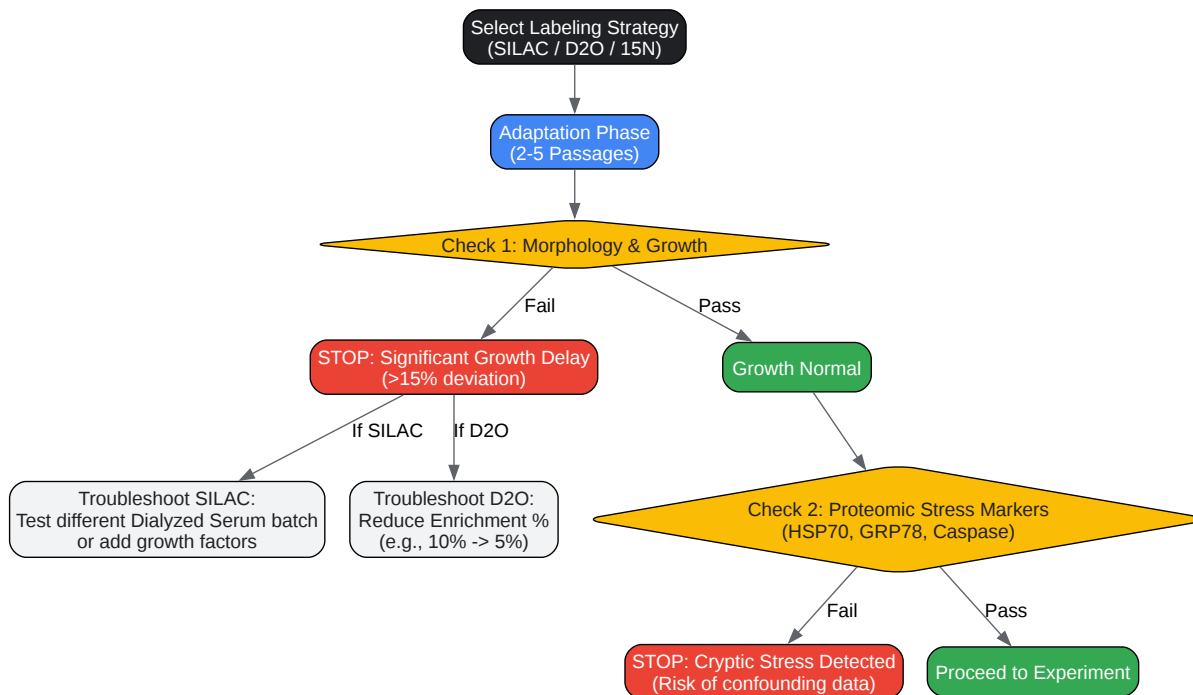 Select Labeling Strategy
(SILAC / D2O / 15N)
Adaptation Phase
(2-5 Passages)
Check 1: Morphology & Growth
Fail
Pass
STOP: Significant Growth Delay
(>15% deviation)
Growth Normal
If SILAC
If D2O
Troubleshoot SILAC:
Test different Dialyzed Serum batch
or add growth factors
Troubleshoot D2O:
Reduce Enrichment %
(e.g., 10% -> 5%)
Check 2: Proteomic Stress Markers
(HSP70, GRP78, Caspase)
Fail
Pass
STOP: Cryptic Stress Detected
(Risk of confounding data)
Proceed to Experiment